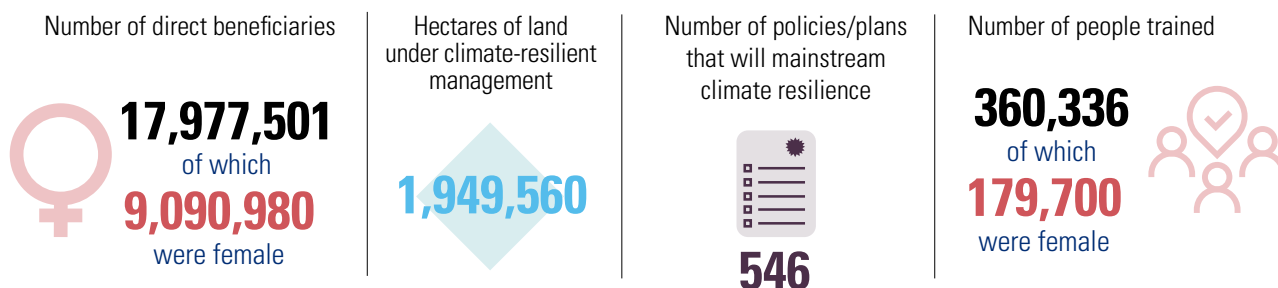 Number of direct beneficiaries
17,977,501
of which
9,090,980
were female
Hectares of land
under climate-resilient
management
1,949,560
Number of policies/plans
that will mainstream
climate resilience
546
Number of people trained
360,336
of which
179,700
were female